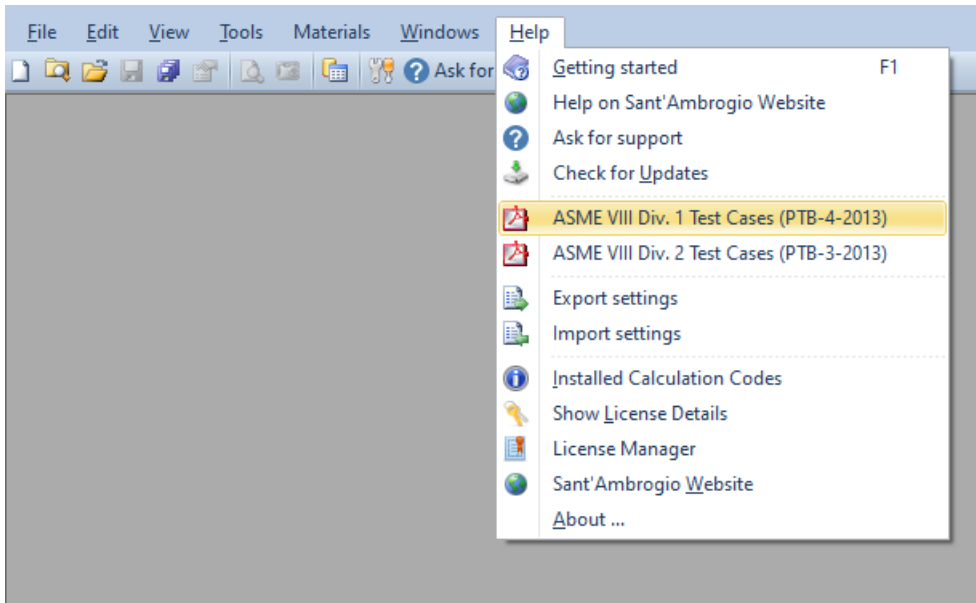 File Edit View Tools Materials Windows Help
Ask for
Getting started F1
Help on Sant'Ambrogio Website
Ask for support
Check for Updates
ASME VIII Div. 1 Test Cases (PTB-4-2013)
ASME VIII Div. 2 Test Cases (PTB-3-2013)
Export settings
Import settings
Installed Calculation Codes
Show License Details
License Manager
Sant'Ambrogio Website
About ...